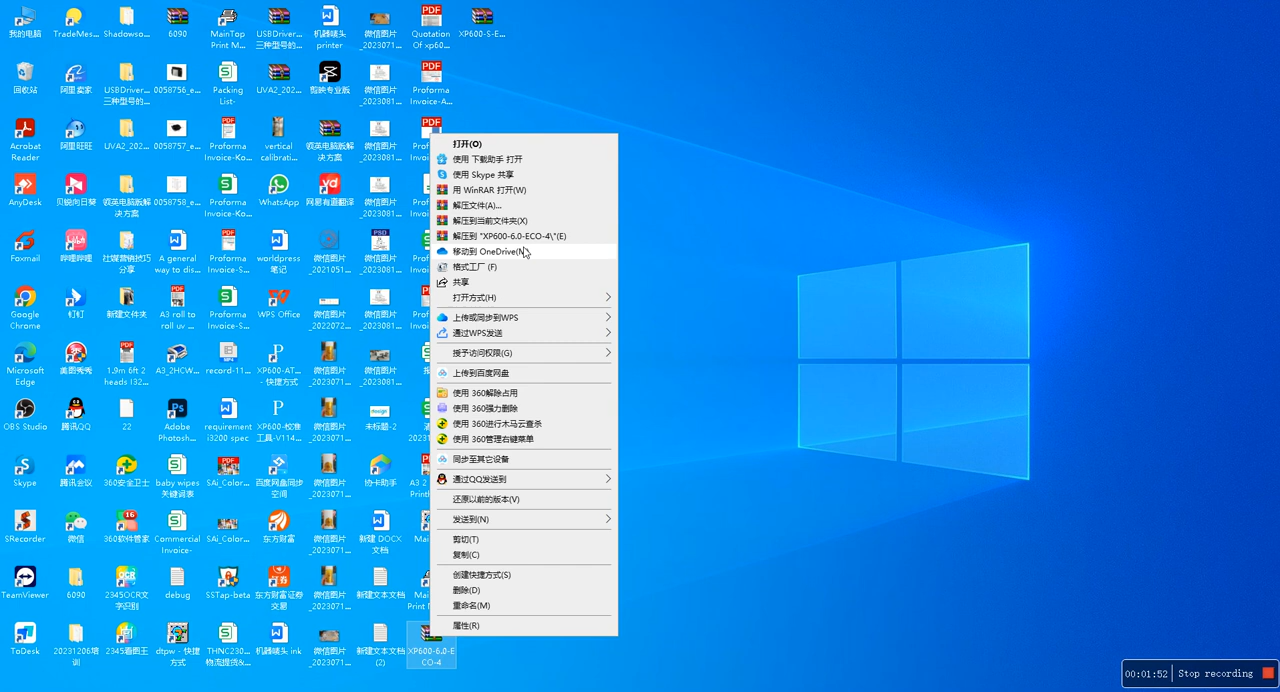 我的电脑
TradeMes...
Shadowso...
6090
MainTop
Print M...
USBDriver...
三种型号的...
机器唛头
printer
微信图片
_2023071...
PDF
Quotation
Of xp60...
XP600-S-E...
回收站
阿里卖家
USBDriver...
三种型号的...
0058756_e...
Packing
List-
UVA2_202...
剪映专业版
微信图片
_2023081...
PDF
Proforma
Invoice-A...
Acrobat
Reader
阿里旺旺
UVA2_202...
0058757_e...
PDF
Proforma
Invoice-Ko...
vertical
calibrati...
领英电脑版解
决方案
微信图片
_2023081...
PDF
AnyDesk
贝锐向日葵
领英电脑版解
决方案
0058758_e...
Proforma
Invoice-Ko...
WhatsApp
网易有道翻译
微信图片
_2023081...
Foxmail
哔哩哔哩
社媒营销技巧
分享
A general
way to dis...
PDF
Proforma
Invoice-S...
worldpress
笔记
微信图片
_2021051...
PSD
微信图片
_2023081...
Google
Chrome
钉钉
新建文件夹
PDF
A3 roll to
roll uv ...
Proforma
Invoice-S...
WPS Office
微信图片
_2022072...
微信图片
_2023081...
Microsoft
Edge
美图秀秀
PDF
1.9m 6ft 2
heads I32...
A3_2HCW...
record-11...
XP600-AT...
- 快捷方式
微信图片
_2023071...
微信图片
_2023081...
OBS Studio
腾讯QQ
22
Adobe
Photosh...
requirement
i3200 spec
XP600-校准
工具-V114...
微信图片
_2023071...
未标题-2
Skype
腾讯会议
360安全卫士
baby wipes
关键词表
PDF
SAi_Color...
百度网盘同步
空间
微信图片
_2023071...
协卡助手
SRecorder
微信
16
360软件管家
Commercial
Invoice-
SAi_Color...
东方财富
微信图片
_2023071...
新建 DOCX
文档
TeamViewer
6090
OCR
2345OCR文
字识别
debug
SSTap-beta
东方财富证券
交易
微信图片
_2023071...
新建文本文档
ToDesk
20231206培
训
2345看图王
dtpw - 快捷
方式
THNC230...
物流提货&...
机器唛头 ink
微信图片
_2023071...
新建文本文档
(2)
XP600-6.0-E
CO-4
打开(O)
使用 下载助手 打开
使用 Skype 共享
用 WinRAR 打开(W)
解压文件(A)...
解压到当前文件夹(X)
解压到 "XP600-6.0-ECO-4\"(E)
移动到 OneDrive(M)
格式工厂 (F)
共享
打开方式(H)
上传或同步到WPS
通过WPS发送
授予访问权限(G)
上传到百度网盘
使用 360解除占用
使用 360强力删除
使用 360进行木马云查杀
使用 360管理右键菜单
同步至其它设备
通过QQ发送到
还原以前的版本(V)
发送到(N)
剪切(T)
复制(C)
创建快捷方式(S)
删除(D)
重命名(M)
属性(R)
00:01:52
Stop recording